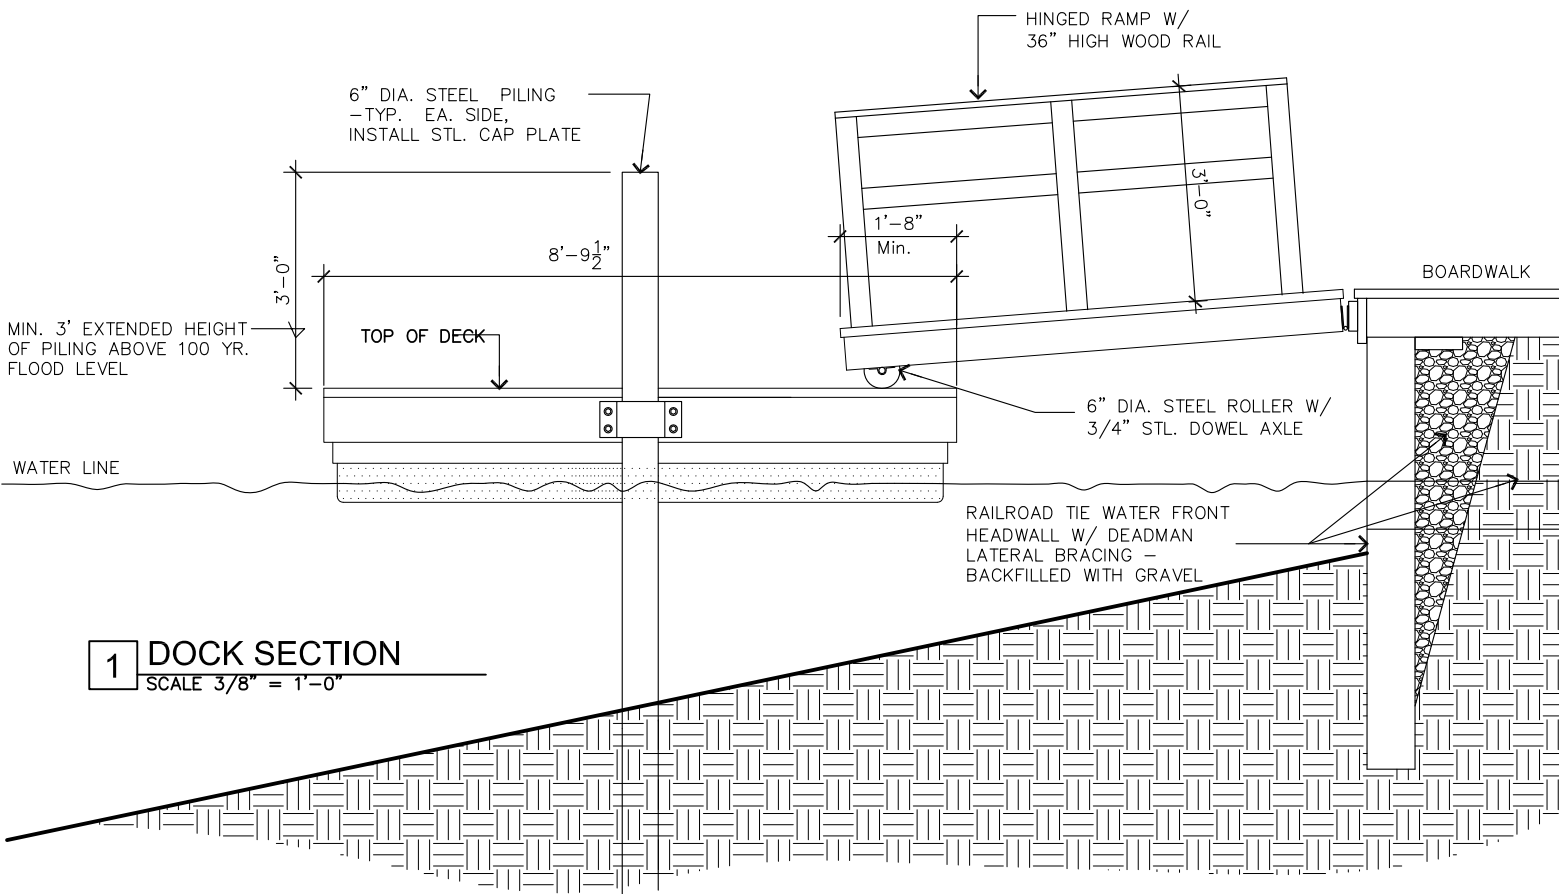 HINGED RAMP W/
36” HIGH WOOD RAIL
6” DIA. STEEL PILING
-TYP. EA. SIDE,
INSTALL STL. CAP PLATE
3'-0"
1'-8"
Min.
8'-9 1/2"
3'-0"
BOARDWALK
MIN. 3' EXTENDED HEIGHT
OF PILING ABOVE 100 YR.
FLOOD LEVEL
TOP OF DECK
6” DIA. STEEL ROLLER W/
3/4” STL. DOWEL AXLE
WATER LINE
RAILROAD TIE WATER FRONT
HEADWALL W/ DEADMAN
LATERAL BRACING -
BACKFILLED WITH GRAVEL
1 DOCK SECTION
SCALE 3/8” = 1'-0”